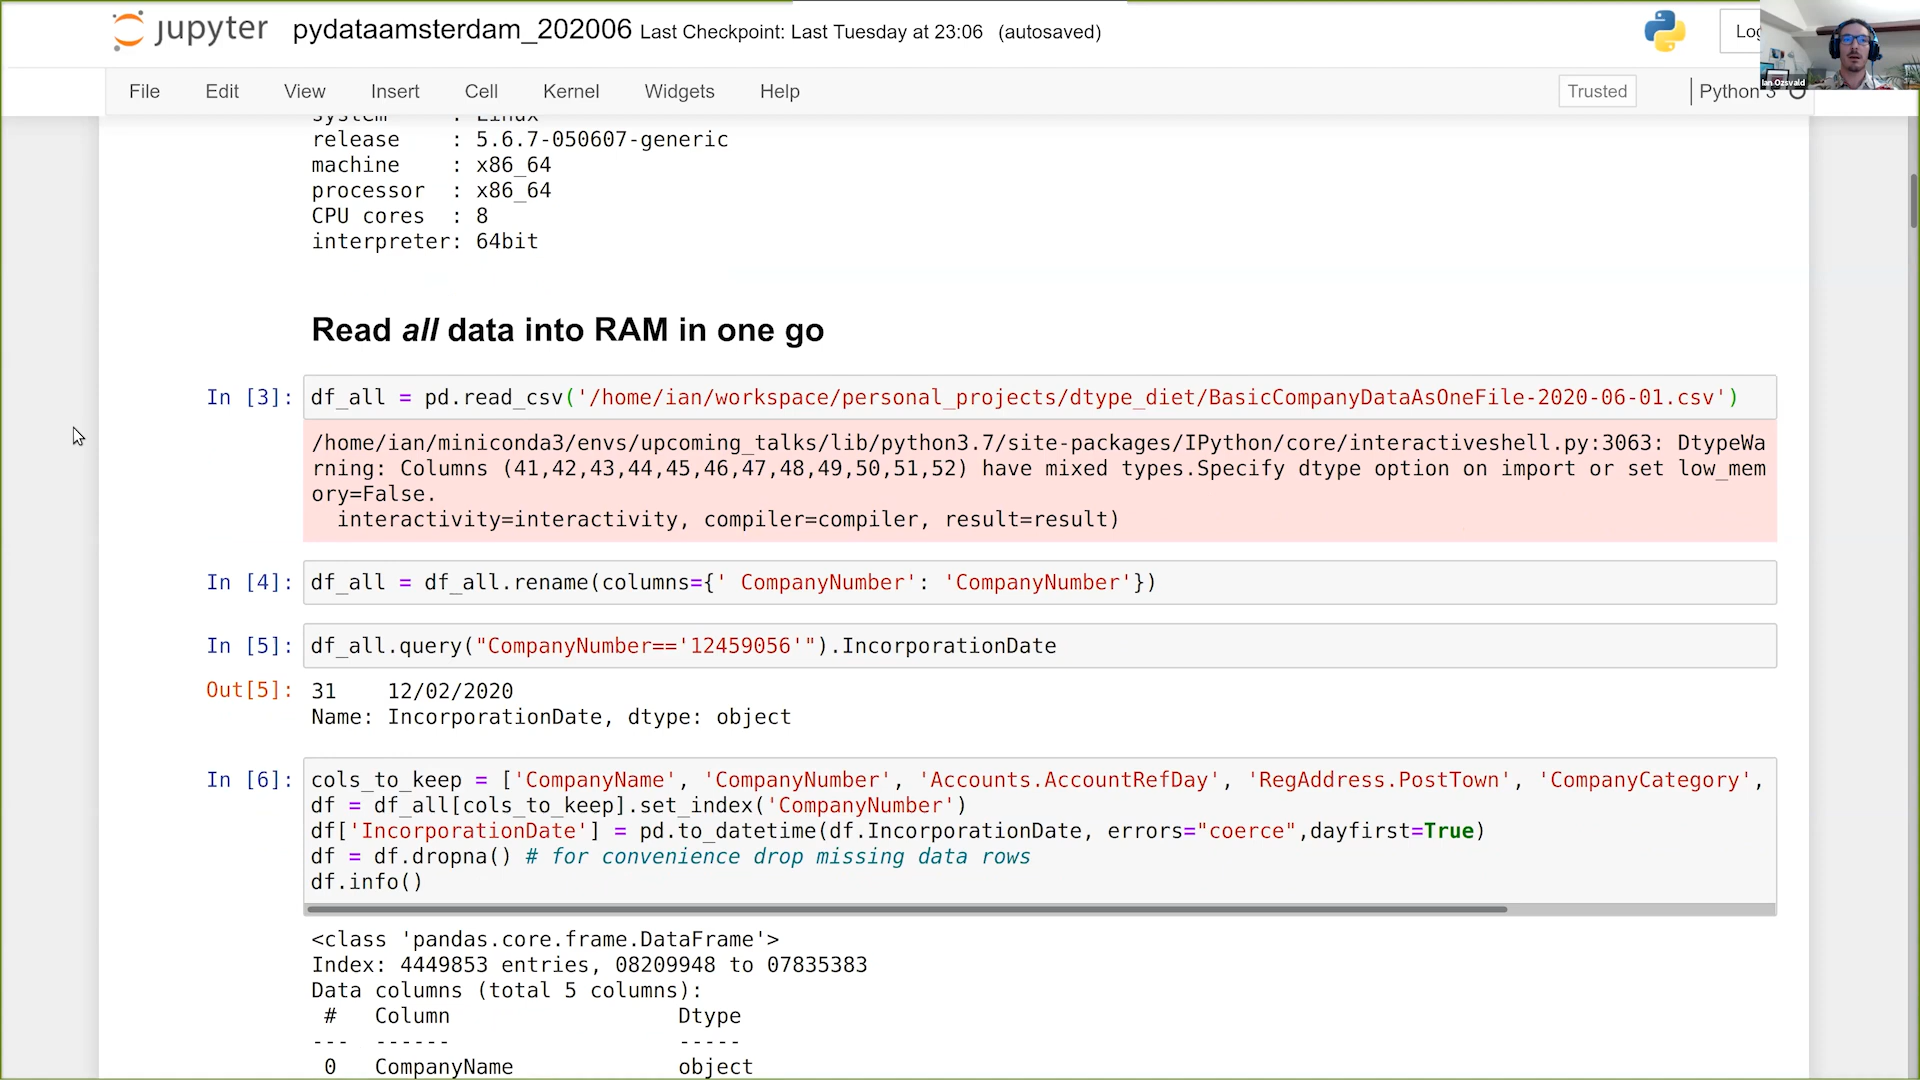 jupyter pydataamsterdam_202006 Last Checkpoint: Last Tuesday at 23:06 (autosaved)
Ian Ozsvald
File Edit View Insert Cell Kernel Widgets Help Trusted Python 3
system : Linux
release : 5.6.7-050607-generic
machine : x86_64
processor : x86_64
CPU cores : 8
interpreter: 64bit
Read all data into RAM in one go
In [3]: df_all = pd.read_csv('/home/ian/workspace/personal_projects/dtype_diet/BasicCompanyDataAsOneFile-2020-06-01.csv')
/home/ian/miniconda3/envs/upcoming_talks/lib/python3.7/site-packages/IPython/core/interactiveshell.py:3063: DtypeWa
rning: Columns (41,42,43,44,45,46,47,48,49,50,51,52) have mixed types.Specify dtype option on import or set low_mem
ory=False.
interactivity=interactivity, compiler=compiler, result=result)
In [4]: df_all = df_all.rename(columns={' CompanyNumber': 'CompanyNumber'})
In [5]: df_all.query("CompanyNumber=='12459056'").IncorporationDate
Out[5]: 31 12/02/2020
Name: IncorporationDate, dtype: object
In [6]: cols_to_keep = ['CompanyName', 'CompanyNumber', 'Accounts.AccountRefDay', 'RegAddress.PostTown', 'CompanyCategory',
df = df_all[cols_to_keep].set_index('CompanyNumber')
df['IncorporationDate'] = pd.to_datetime(df.IncorporationDate, errors="coerce",dayfirst=True)
df = df.dropna() # for convenience drop missing data rows
df.info()
<class 'pandas.core.frame.DataFrame'>
Index: 4449853 entries, 08209948 to 07835383
Data columns (total 5 columns):
# Column Dtype
--- ------ -----
0 CompanyName object